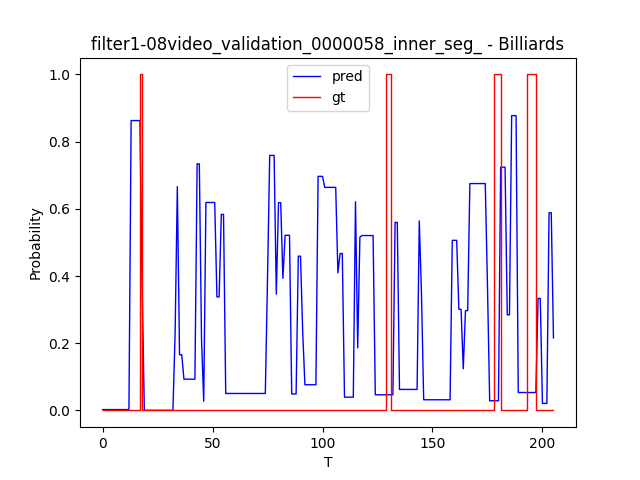 filter1-08video_validation_0000058_inner_seg_ - Billiards
pred
gt
1.0
0.8
0.6
0.4
0.2
0.0
Probability
0
50
100
150
200
T